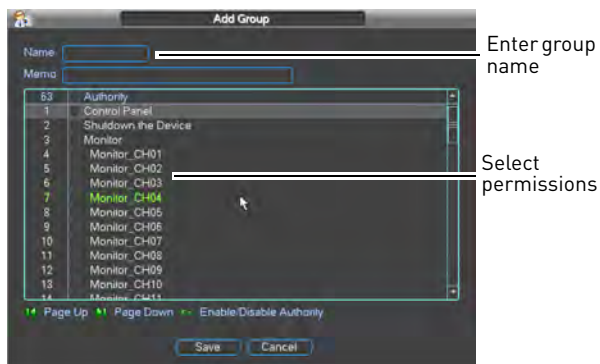 Add Group
Name
Enter group
name
Memo
63 Authority
1 Control Panel
2 Shutdown the Device
3 Monitor
4 Monitor_CH01
5 Monitor_CH02
Select
permissions
6 Monitor_CH03
7 Monitor_CH04
8 Monitor_CH05
9 Monitor_CH06
10 Monitor_CH07
11 Monitor_CH08
12 Monitor_CH09
13 Monitor_CH10
14 Monitor_CH11
Page Up Page Down Enable/Disable Authority
Save Cancel